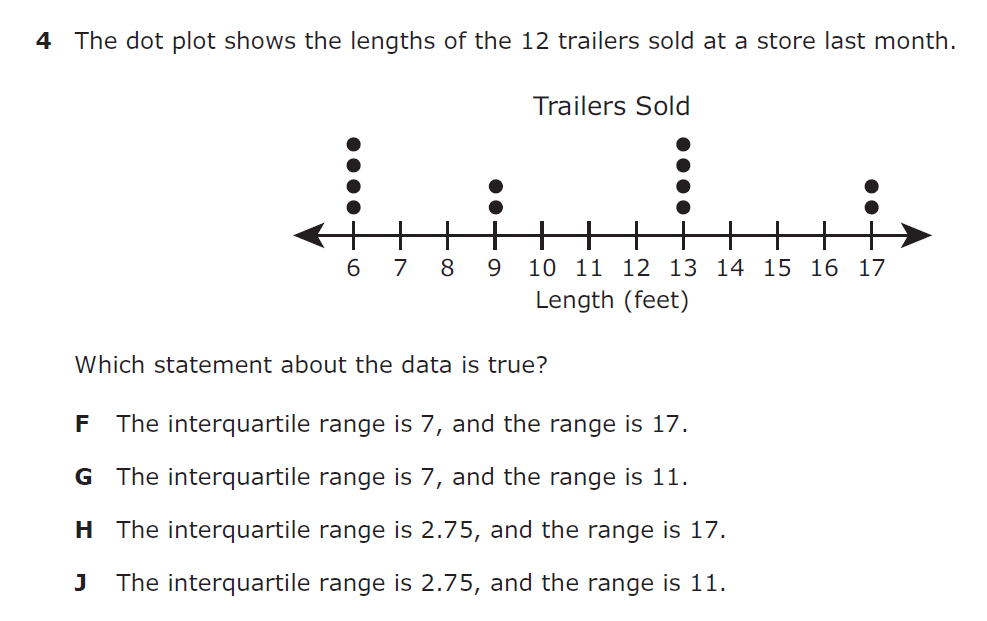 4 The dot plot shows the lengths of the 12 trailers sold at a store last month.
Trailers Sold
6 7 8 9 10 11 12 13 14 15 16 17
Length (feet)
Which statement about the data is true?
F The interquartile range is 7, and the range is 17.
G The interquartile range is 7, and the range is 11.
H The interquartile range is 2.75, and the range is 17.
J The interquartile range is 2.75, and the range is 11.